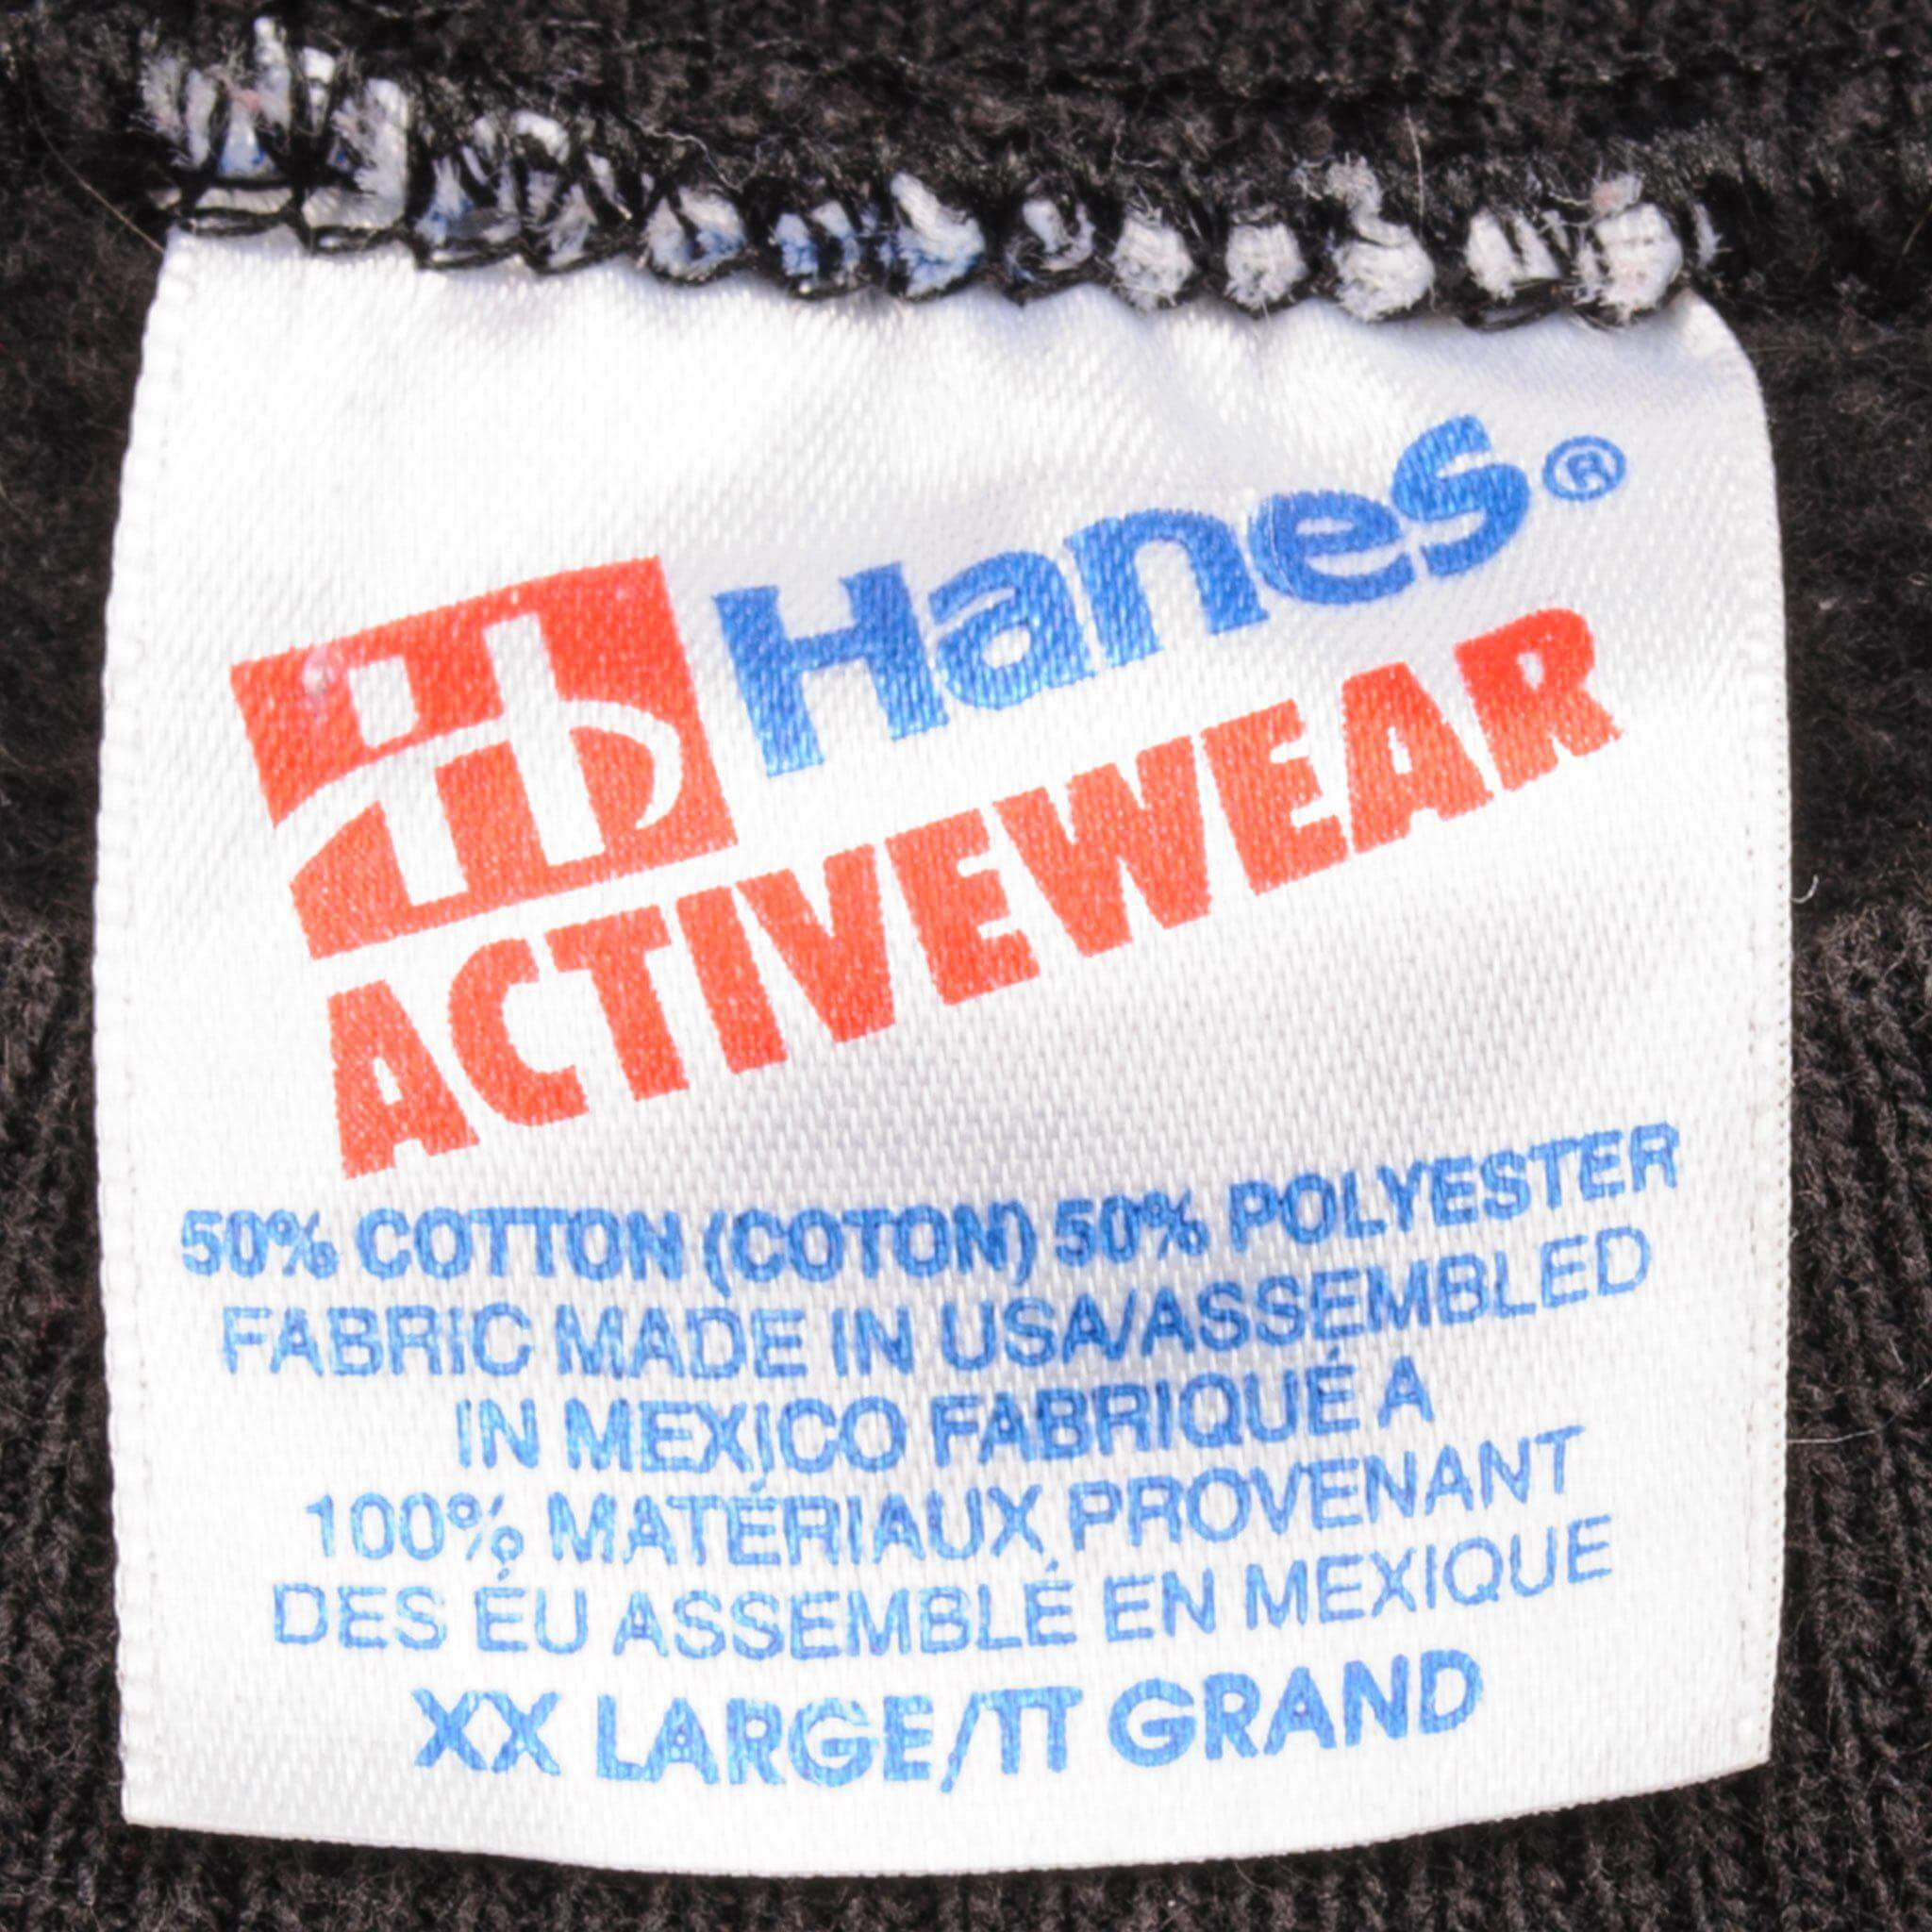 Hanes®
ACTIVEWEAR
50% COTTON (COTON) 50% POLYESTER
FABRIC MADE IN USA/ASSEMBLED
IN MEXICO FABRIQUÉ A
100% MATÉRIAUX PROVENANT
DES ÉU ASSEMBLÉ EN MEXIQUE
XX LARGE/TT GRAND